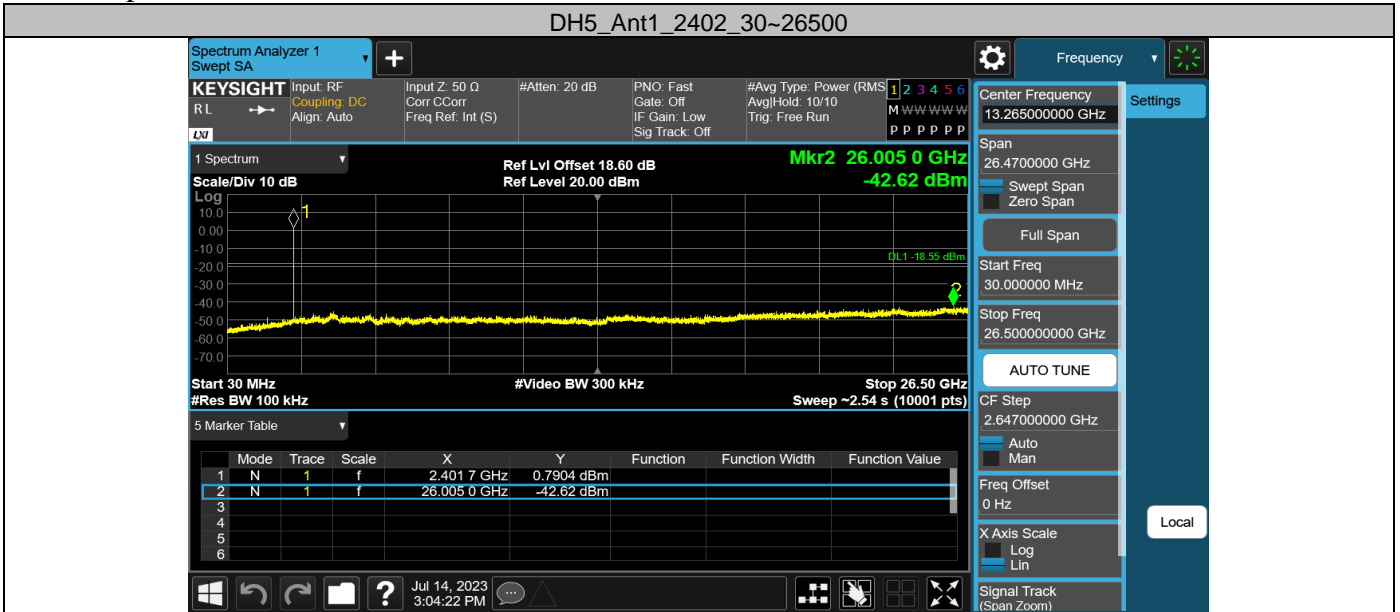 DH5_Ant1_2402_30~26500
Spectrum Analyzer 1
Swept SA
Frequency
KEYSIGHT
RL
LXI
Input: RF
Coupling: DC
Align: Auto
Input Z: 50 Ω
Corr CCorr
Freq Ref: Int (S)
#Atten: 20 dB
PNO: Fast
Gate: Off
IF Gain: Low
Sig Track: Off
#Avg Type: Power (RMS
Avg|Hold: 10/10
Trig: Free Run
1 2 3 4 5 6
M W W W W W
P P P P P P
1 Spectrum
Scale/Div 10 dB
Ref Lvl Offset 18.60 dB
Ref Level 20.00 dBm
Mkr2 26.005 0 GHz
-42.62 dBm
Log
10.0
0.00
-10.0
-20.0
-30.0
-40.0
-50.0
-60.0
-70.0
1
DL1 -18.55 dBm
2
Start 30 MHz
#Video BW 300 kHz
Stop 26.50 GHz
#Res BW 100 kHz
Sweep ~2.54 s (10001 pts)
5 Marker Table
Mode Trace Scale X Y Function Function Width Function Value
1 N 1 f 2.401 7 GHz 0.7904 dBm
2 N 1 f 26.005 0 GHz -42.62 dBm
3
4
5
6
Jul 14, 2023
3:04:22 PM
Center Frequency
13.265000000 GHz
Settings
Span
26.4700000 GHz
Swept Span
Zero Span
Full Span
Start Freq
30.000000 MHz
Stop Freq
26.500000000 GHz
AUTO TUNE
CF Step
2.647000000 GHz
Auto
Man
Freq Offset
0 Hz
Local
X Axis Scale
Log
Lin
Signal Track
(Span Zoom)